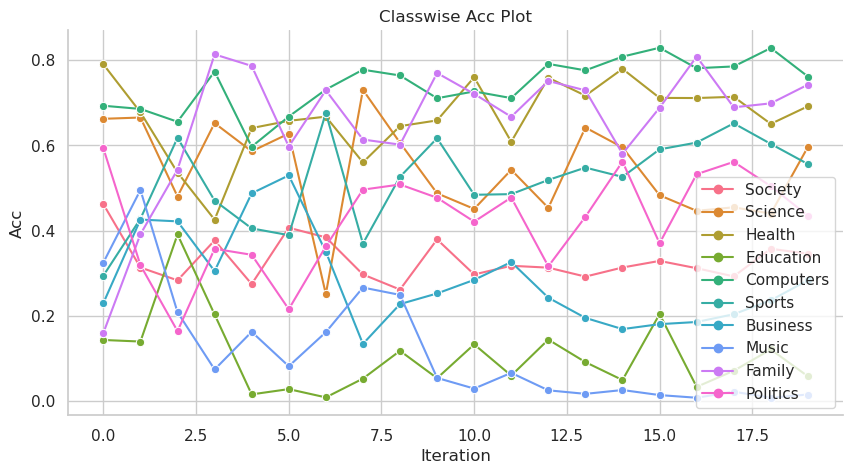 Classwise Acc Plot
Acc
0.8
0.6
0.4
0.2
0.0
0.0 2.5 5.0 7.5 10.0 12.5 15.0 17.5
Iteration
Society
Science
Health
Education
Computers
Sports
Business
Music
Family
Politics